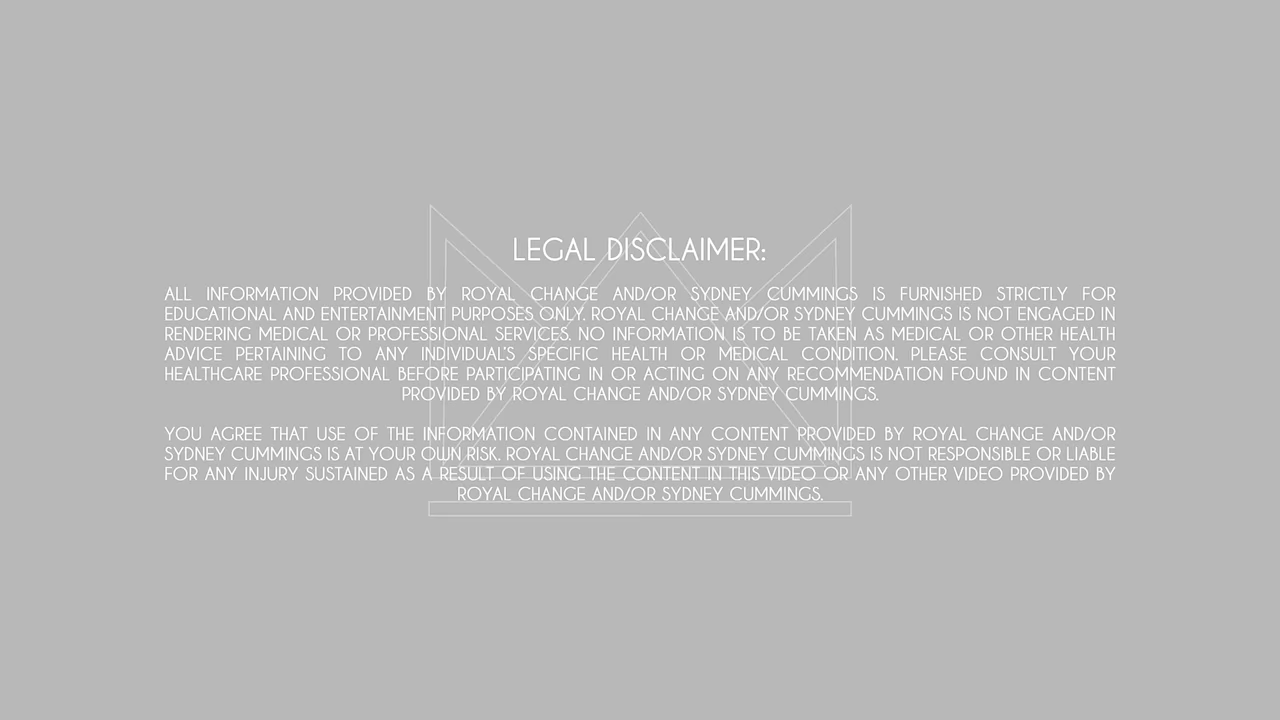 LEGAL DISCLAIMER:
ALL INFORMATION PROVIDED BY ROYAL CHANGE AND/OR SYDNEY CUMMINGS IS FURNISHED STRICTLY FOR
EDUCATIONAL AND ENTERTAINMENT PURPOSES ONLY. ROYAL CHANGE AND/OR SYDNEY CUMMINGS IS NOT ENGAGED IN
RENDERING MEDICAL OR PROFESSIONAL SERVICES. NO INFORMATION IS TO BE TAKEN AS MEDICAL OR OTHER HEALTH
ADVICE PERTAINING TO ANY INDIVIDUAL'S SPECIFIC HEALTH OR MEDICAL CONDITION. PLEASE CONSULT YOUR
HEALTHCARE PROFESSIONAL BEFORE PARTICIPATING IN OR ACTING ON ANY RECOMMENDATION FOUND IN CONTENT
PROVIDED BY ROYAL CHANGE AND/OR SYDNEY CUMMINGS.
YOU AGREE THAT USE OF THE INFORMATION CONTAINED IN ANY CONTENT PROVIDED BY ROYAL CHANGE AND/OR
SYDNEY CUMMINGS IS AT YOUR OWN RISK. ROYAL CHANGE AND/OR SYDNEY CUMMINGS IS NOT RESPONSIBLE OR LIABLE
FOR ANY INJURY SUSTAINED AS A RESULT OF USING THE CONTENT IN THIS VIDEO OR ANY OTHER VIDEO PROVIDED BY
ROYAL CHANGE AND/OR SYDNEY CUMMINGS.